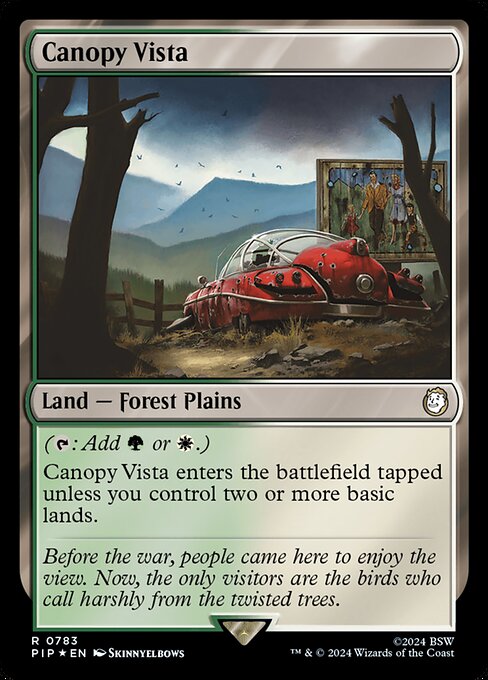 Canopy Vista
Land — Forest Plains
(: Add or .)
Canopy Vista enters the battlefield tapped
unless you control two or more basic
lands.
Before the war, people came here to enjoy the
view. Now, the only visitors are the birds who
call harshly from the twisted trees.
R 0783
PIP ★ EN SKINNYELBOWS
©2024 BSW
™ & © 2024 Wizards of the Coast